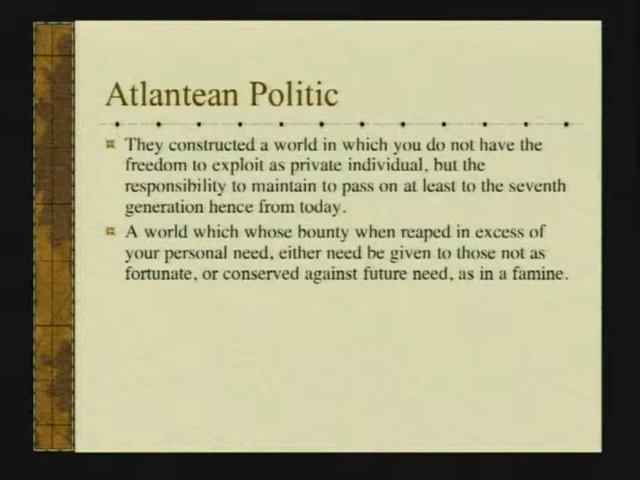 Atlantean Politic
They constructed a world in which you do not have the
freedom to exploit as private individual, but the
responsibility to maintain to pass on at least to the seventh
generation hence from today.
A world which whose bounty when reaped in excess of
your personal need, either need be given to those not as
fortunate, or conserved against future need, as in a famine.